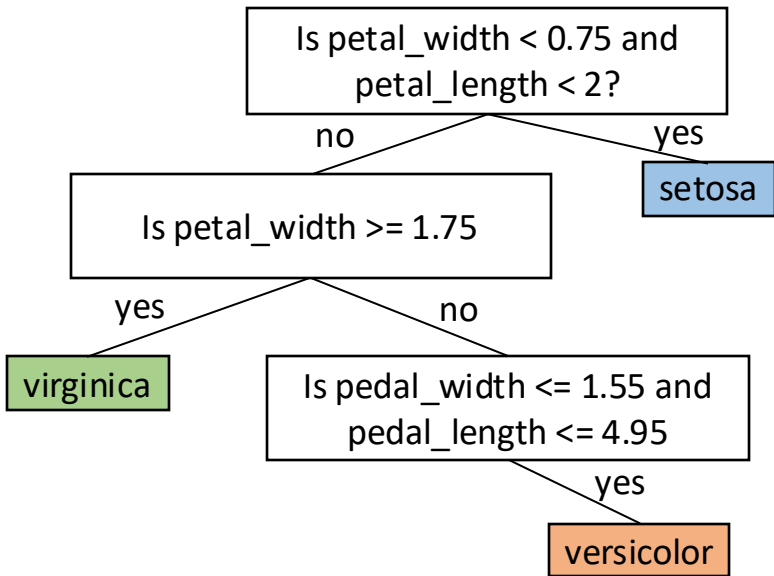 Is petal_width < 0.75 and
petal_length < 2?
no
yes
setosa
Is petal_width >= 1.75
yes
no
virginica
Is pedal_width <= 1.55 and
pedal_length <= 4.95
yes
versicolor